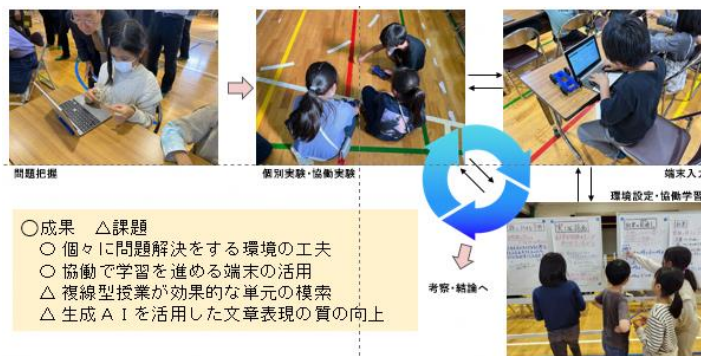 問題把握
個別実験・協働実験
端末入力
環境設定・協働学習
〇成果　△課題
〇 個々に問題解決をする環境の工夫
〇 協働で学習を進める端末の活用
△ 複線型授業が効果的な単元の模索
△ 生成ＡＩを活用した文章表現の質の向上
考察・結論へ